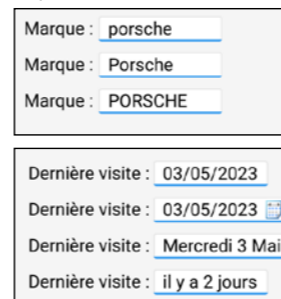 Marque : porsche
Marque : Porsche
Marque : PORSCHE
Dernière visite : 03/05/2023
Dernière visite : 03/05/2023
Dernière visite : Mercredi 3 Mai
Dernière visite : il y a 2 jours